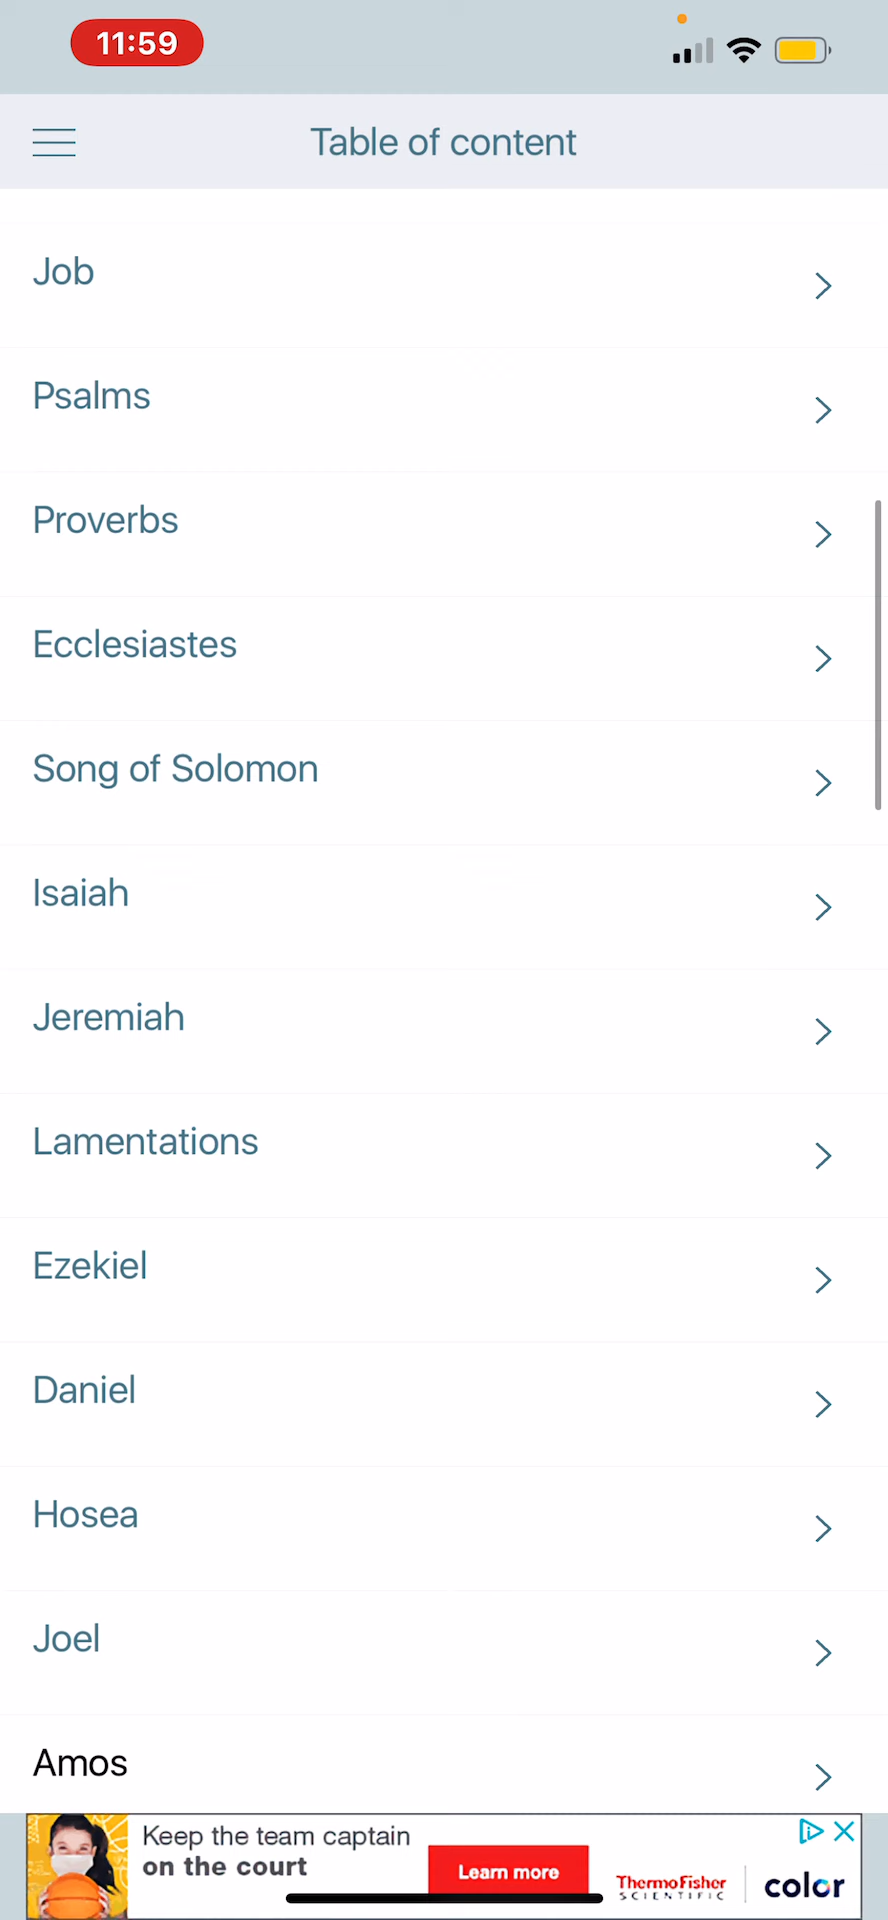 11:59
Table of content
Job
Psalms
Proverbs
Ecclesiastes
Song of Solomon
Isaiah
Jeremiah
Lamentations
Ezekiel
Daniel
Hosea
Joel
Amos
Keep the team captain
on the court
Learn more
ThermoFisher
SCIENTIFIC
color